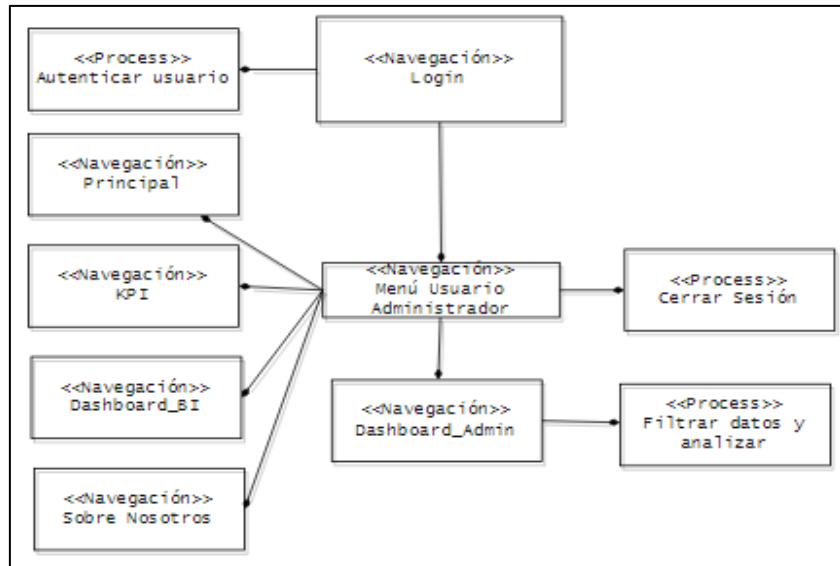 <<Process>>
Autenticar usuario
<<Navegación>>
Login
<<Navegación>>
Principal
<<Navegación>>
KPI
<<Navegación>>
Menú Usuario
Administrador
<<Process>>
Cerrar Sesión
<<Navegación>>
Dashboard_BI
<<Navegación>>
Dashboard_Admin
<<Process>>
Filtrar datos y
analizar
<<Navegación>>
Sobre Nosotros